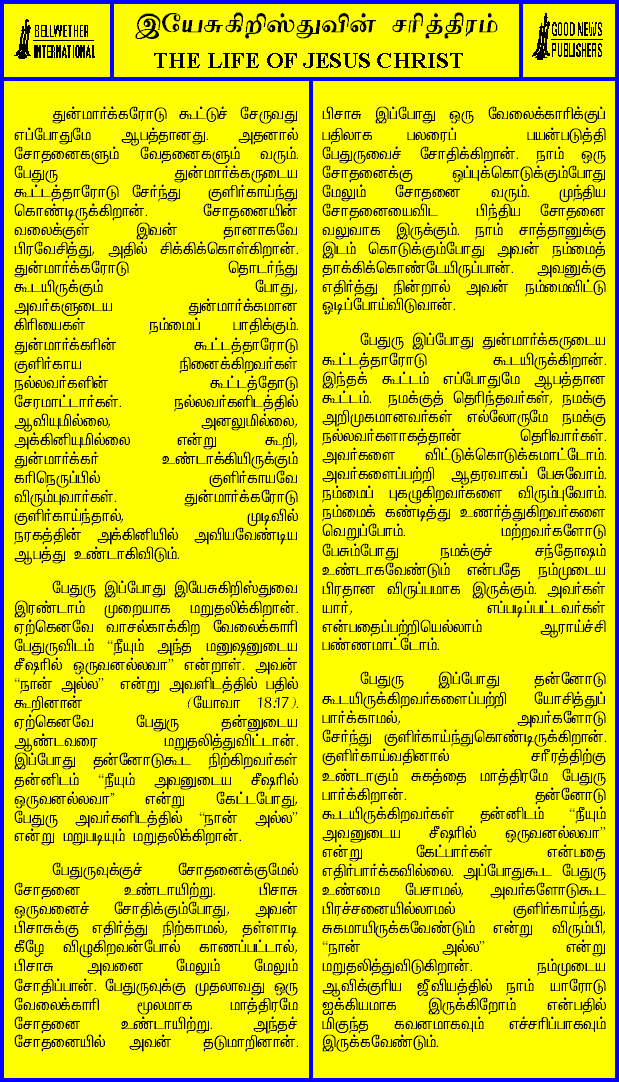 BELLWETHER
INTERNATIONAL
இயேசுகிறிஸ்துவின் சரித்திரம்
THE LIFE OF JESUS CHRIST
GOOD NEWS
PUBLISHERS
துன்மார்க்கரோடு கூட்டுச் சேருவது
எப்போதுமே ஆபத்தானது. அதனால்
சோதனைகளும் வேதனைகளும் வரும்.
பேதுரு துன்மார்க்கருடைய
கூட்டத்தாரோடு சேர்ந்து குளிர்காய்ந்து
கொண்டிருக்கிறான். சோதனையின்
வலைக்குள் இவன் தானாகவே
பிரவேசித்து, அதில் சிக்கிக்கொள்கிறான்.
துன்மார்க்கரோடு தொடர்ந்து
கூடயிருக்கும் போது,
அவர்களுடைய துன்மார்க்கமான
கிரியைகள் நம்மைப் பாதிக்கும்.
துன்மார்க்கரின் கூட்டத்தாரோடு
குளிர்காய நினைக்கிறவர்கள்
நல்லவர்களின் கூட்டத்தோடு
சேரமாட்டார்கள். நல்லவர்களிடத்தில்
ஆவியுமில்லை, அனலுமில்லை,
அக்கினியுமில்லை என்று கூறி,
துன்மார்க்கர் உண்டாக்கியிருக்கும்
கரிநெருப்பில் குளிர்காயவே
விரும்புவார்கள். துன்மார்க்கரோடு
குளிர்காய்ந்தால், முடிவில்
நரகத்தின் அக்கினியில் அவியவேண்டிய
ஆபத்து உண்டாகிவிடும்.
பேதுரு இப்போது இயேசுகிறிஸ்துவை
இரண்டாம் முறையாக மறுதலிக்கிறான்.
ஏற்கெனவே வாசல்காக்கிற வேலைக்காரி
பேதுருவிடம் “நீயும் அந்த மனுஷனுடைய
சீஷரில் ஒருவனல்லவா” என்றாள். அவன்
“நான் அல்ல” என்று அவளிடத்தில் பதில்
கூறினான் (யோவா 18:17).
ஏற்கெனவே பேதுரு தன்னுடைய
ஆண்டவரை மறுதலித்துவிட்டான்.
இப்போது தன்னோடுகூட நிற்கிறவர்கள்
தன்னிடம் “நீயும் அவனுடைய சீஷரில்
ஒருவனல்லவா” என்று கேட்டபோது,
பேதுரு அவர்களிடத்தில் “நான் அல்ல”
என்று மறுபடியும் மறுதலிக்கிறான்.
பேதுருவுக்குச் சோதனைக்குமேல்
சோதனை உண்டாயிற்று. பிசாசு
ஒருவனைச் சோதிக்கும்போது, அவன்
பிசாசுக்கு எதிர்த்து நிற்காமல், தள்ளாடி
கீழே விழுகிறவன்போல் காணப்பட்டால்,
பிசாசு அவனை மேலும் மேலும்
சோதிப்பான். பேதுருவுக்கு முதலாவது ஒரு
வேலைக்காரி மூலமாக மாத்திரமே
சோதனை உண்டாயிற்று. அந்தச்
சோதனையில் அவன் தடுமாறினான்.
பிசாசு இப்போது ஒரு வேலைக்காரிக்குப்
பதிலாக பலரைப் பயன்படுத்தி
பேதுருவைச் சோதிக்கிறான். நாம் ஒரு
சோதனைக்கு ஒப்புக்கொடுக்கும்போது
மேலும் சோதனை வரும். முந்திய
சோதனையைவிட பிந்திய சோதனை
வலுவாக இருக்கும். நாம் சாத்தானுக்கு
இடம் கொடுக்கும்போது அவன் நம்மைத்
தாக்கிக்கொண்டேயிருப்பான். அவனுக்கு
எதிர்த்து நின்றால் அவன் நம்மைவிட்டு
ஓடிப்போய்விடுவான்.
பேதுரு இப்போது துன்மார்க்கருடைய
கூட்டத்தாரோடு கூடயிருக்கிறான்.
இந்தக் கூட்டம் எப்போதுமே ஆபத்தான
கூட்டம். நமக்குத் தெரிந்தவர்கள், நமக்கு
அறிமுகமானவர்கள் எல்லோருமே நமக்கு
நல்லவர்களாகத்தான் தெரிவார்கள்.
அவர்களை விட்டுக்கொடுக்கமாட்டோம்.
அவர்களைப்பற்றி ஆதரவாகப் பேசுவோம்.
நம்மைப் புகழுகிறவர்களை விரும்புவோம்.
நம்மைக் கண்டித்து உணர்த்துகிறவர்களை
வெறுப்போம். மற்றவர்களோடு
பேசும்போது நமக்குச் சந்தோஷம்
உண்டாகவேண்டும் என்பதே நம்முடைய
பிரதான விருப்பமாக இருக்கும். அவர்கள்
யார், எப்படிப்பட்டவர்கள்
என்பதைப்பற்றியெல்லாம் ஆராய்ச்சி
பண்ணமாட்டோம்.
பேதுரு இப்போது தன்னோடு
கூடயிருக்கிறவர்களைப்பற்றி யோசித்துப்
பார்க்காமல், அவர்களோடு
சேர்ந்து குளிர்காய்ந்துகொண்டிருக்கிறான்.
குளிர்காய்வதினால் சரீரத்திற்கு
உண்டாகும் சுகத்தை மாத்திரமே பேதுரு
பார்க்கிறான். தன்னோடு
கூடயிருக்கிறவர்கள் தன்னிடம் “நீயும்
அவனுடைய சீஷரில் ஒருவனல்லவா”
என்று கேட்பார்கள் என்பதை
எதிர்பார்க்கவில்லை. அப்போதுகூட பேதுரு
உண்மை பேசாமல், அவர்களோடுகூட
பிரச்சனையில்லாமல் குளிர்காய்ந்து,
சுகமாயிருக்கவேண்டும் என்று விரும்பி,
“நான் அல்ல” என்று
மறுதலித்துவிடுகிறான். நம்முடைய
ஆவிக்குரிய ஜீவியத்தில் நாம் யாரோடு
ஐக்கியமாக இருக்கிறோம் என்பதில்
மிகுந்த கவனமாகவும் எச்சரிப்பாகவும்
இருக்கவேண்டும்.